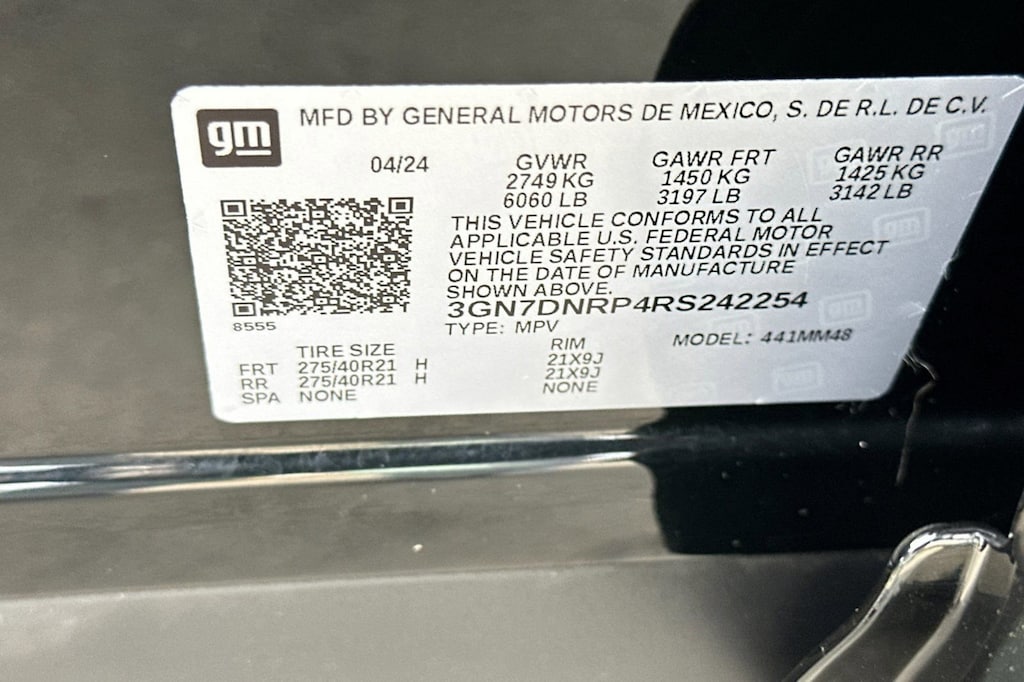 gm
MFD BY GENERAL MOTORS DE MEXICO, S. DE R.L. DE C.V.
04/24 GVWR GAWR FRT GAWR RR
2749 KG 1450 KG 1425 KG
6060 LB 3197 LB 3142 LB
THIS VEHICLE CONFORMS TO ALL
APPLICABLE U.S. FEDERAL MOTOR
VEHICLE SAFETY STANDARDS IN EFFECT
ON THE DATE OF MANUFACTURE
SHOWN ABOVE.
3GN7DNRP4RS242254
8555
TYPE: MPV MODEL: 441MM48
TIRE SIZE RIM
FRT 275/40R21 H 21X9J
RR 275/40R21 H 21X9J
SPA NONE NONE